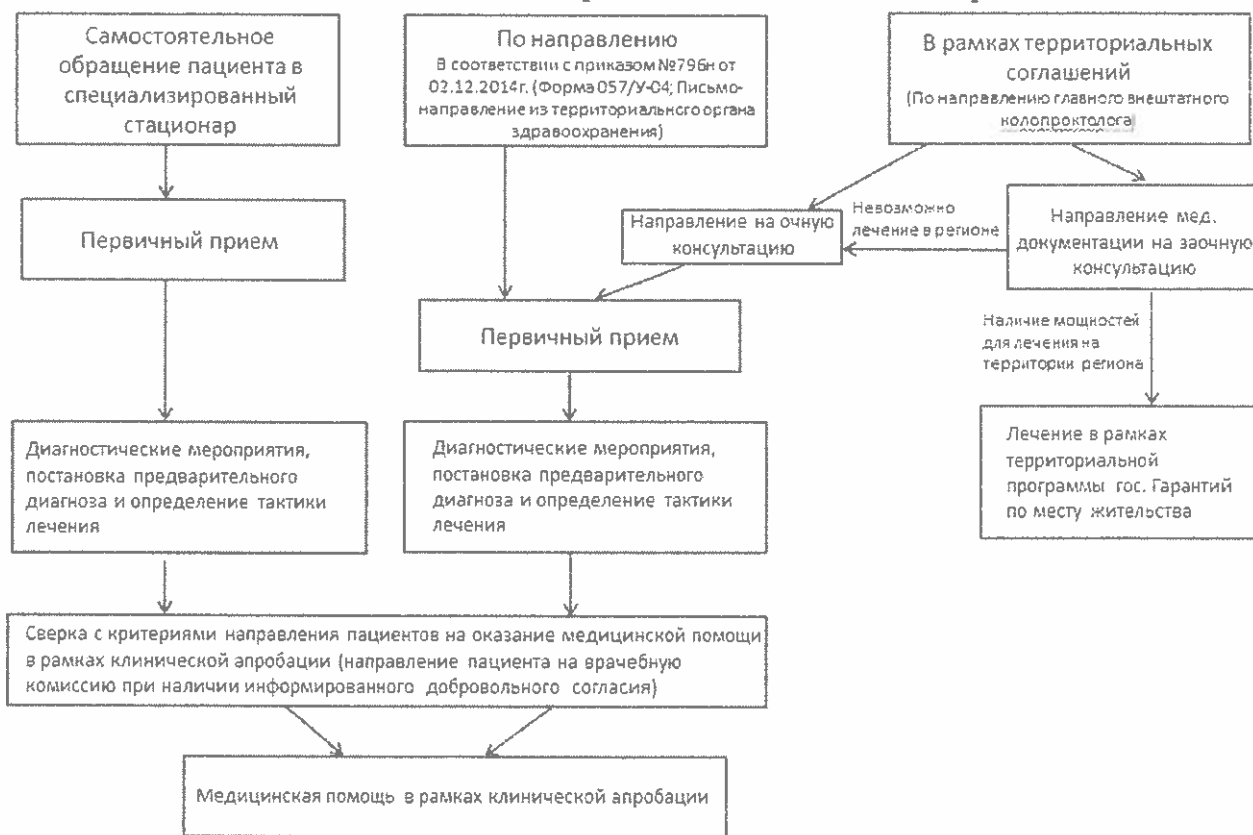 Самостоятельное
обращение пациента в
специализированный
стационар
По направлению
В соответствии с приказом №796н от
02.12.2014г. (Форма 057/У-04; Письмо-
направление из территориального органа
здравоохранения)
В рамках территориальных
соглашений
(По направлению главного внештатного
колопроктолога)
Первичный прием
Направление на очную
консультацию
Невозможно
лечение в регионе
Направление мед.
документации на заочную
консультацию
Первичный прием
Наличие мощностей
для лечения на
территории региона
Диагностические мероприятия,
постановка предварительного
диагноза и определение тактики
лечения
Диагностические мероприятия,
постановка предварительного
диагноза и определение тактики
лечения
Лечение в рамках
территориальной
программы гос. Гарантий
по месту жительства
Сверка с критериями направления пациентов на оказание медицинской помощи
в рамках клинической апробации (направление пациента на врачебную
комиссию при наличии информированного добровольного согласия)
Медицинская помощь в рамках клинической апробации